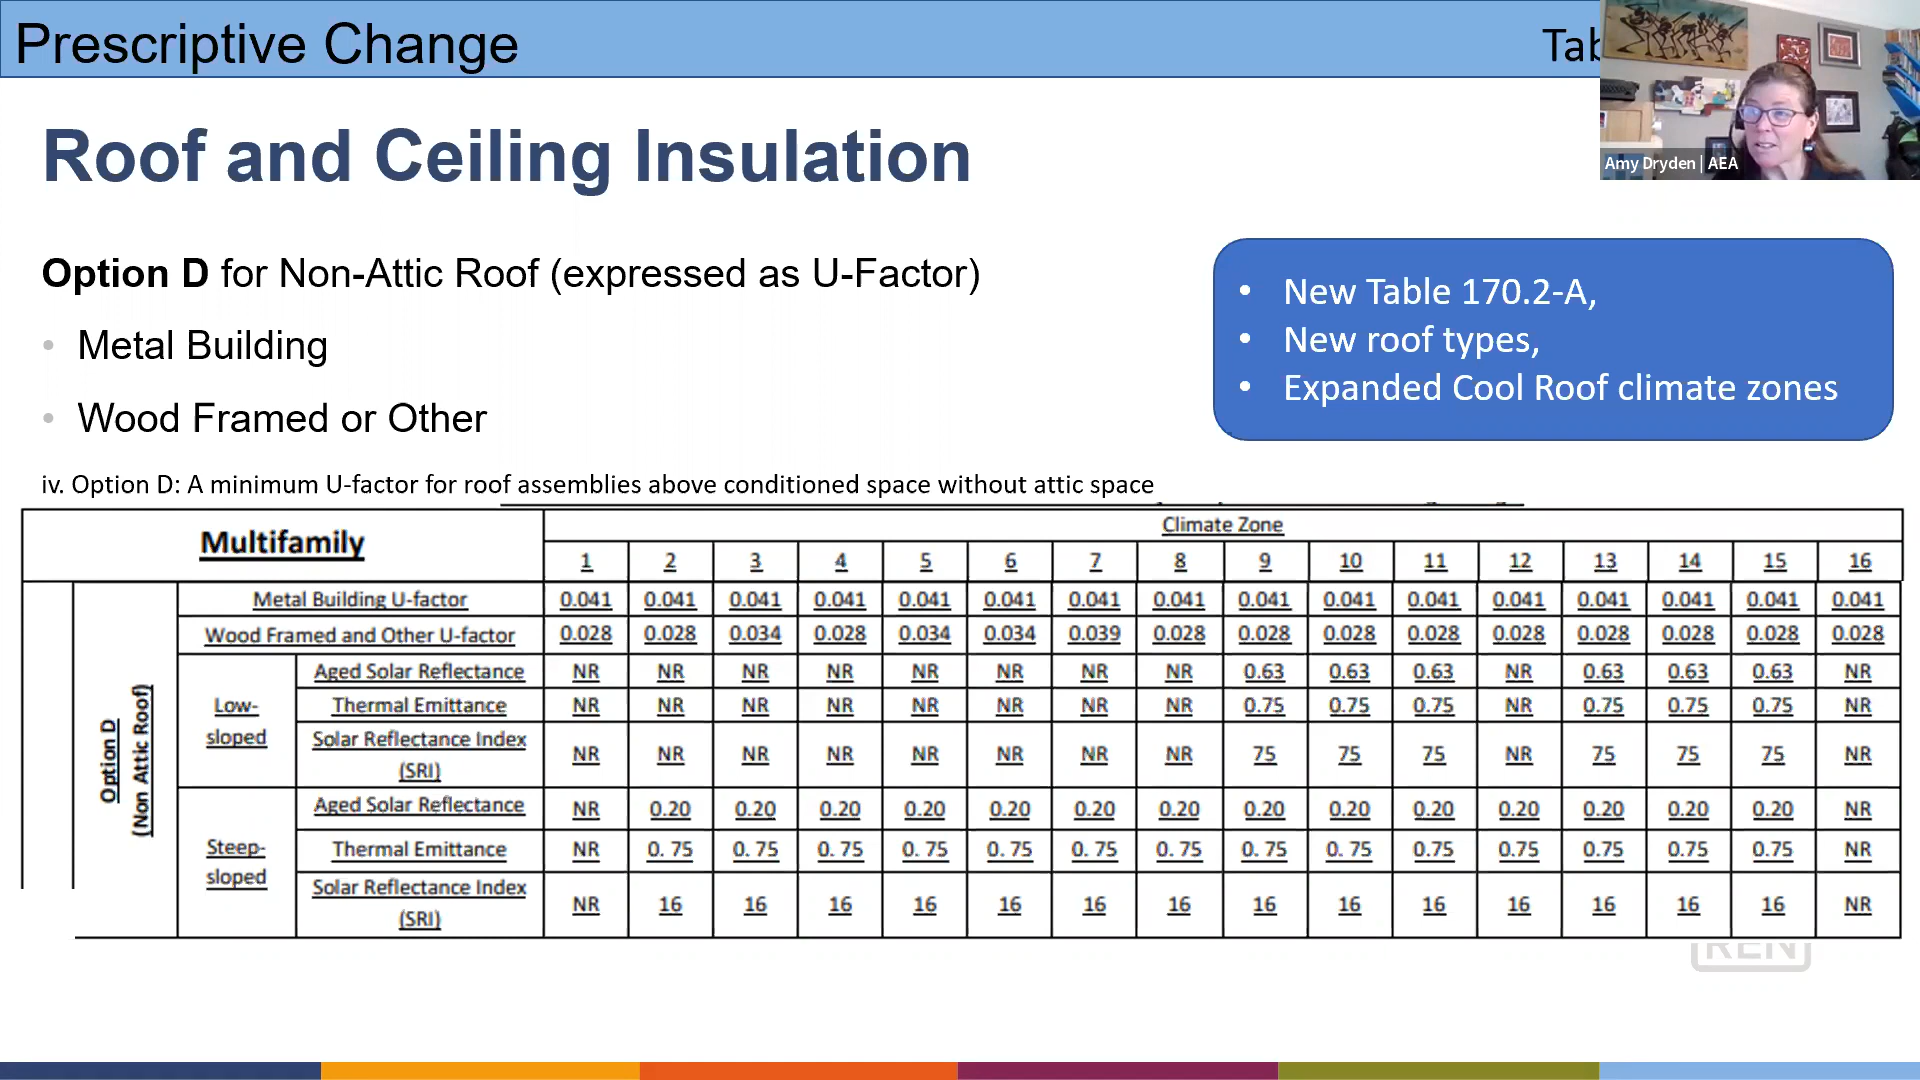 Prescriptive Change
Tab
Amy Dryden | AEA
Roof and Ceiling Insulation
Option D for Non-Attic Roof (expressed as U-Factor)
• Metal Building
• Wood Framed or Other
• New Table 170.2-A,
• New roof types,
• Expanded Cool Roof climate zones
iv. Option D: A minimum U-factor for roof assemblies above conditioned space without attic space
Multifamily
Climate Zone
1 2 3 4 5 6 7 8 9 10 11 12 13 14 15 16
Option D
(Non Attic Roof)
Metal Building U-factor 0.041 0.041 0.041 0.041 0.041 0.041 0.041 0.041 0.041 0.041 0.041 0.041 0.041 0.041 0.041 0.041
Wood Framed and Other U-factor 0.028 0.028 0.034 0.028 0.034 0.034 0.039 0.028 0.028 0.028 0.028 0.028 0.028 0.028 0.028 0.028
Low-
sloped
Aged Solar Reflectance NR NR NR NR NR NR NR NR 0.63 0.63 0.63 NR 0.63 0.63 0.63 NR
Thermal Emittance NR NR NR NR NR NR NR NR 0.75 0.75 0.75 NR 0.75 0.75 0.75 NR
Solar Reflectance Index
(SRI) NR NR NR NR NR NR NR NR 75 75 75 NR 75 75 75 NR
Steep-
sloped
Aged Solar Reflectance NR 0.20 0.20 0.20 0.20 0.20 0.20 0.20 0.20 0.20 0.20 0.20 0.20 0.20 0.20 NR
Thermal Emittance NR 0. 75 0. 75 0. 75 0. 75 0. 75 0. 75 0. 75 0. 75 0. 75 0.75 0.75 0.75 0.75 0.75 NR
Solar Reflectance Index
(SRI) NR 16 16 16 16 16 16 16 16 16 16 16 16 16 16 NR
REN